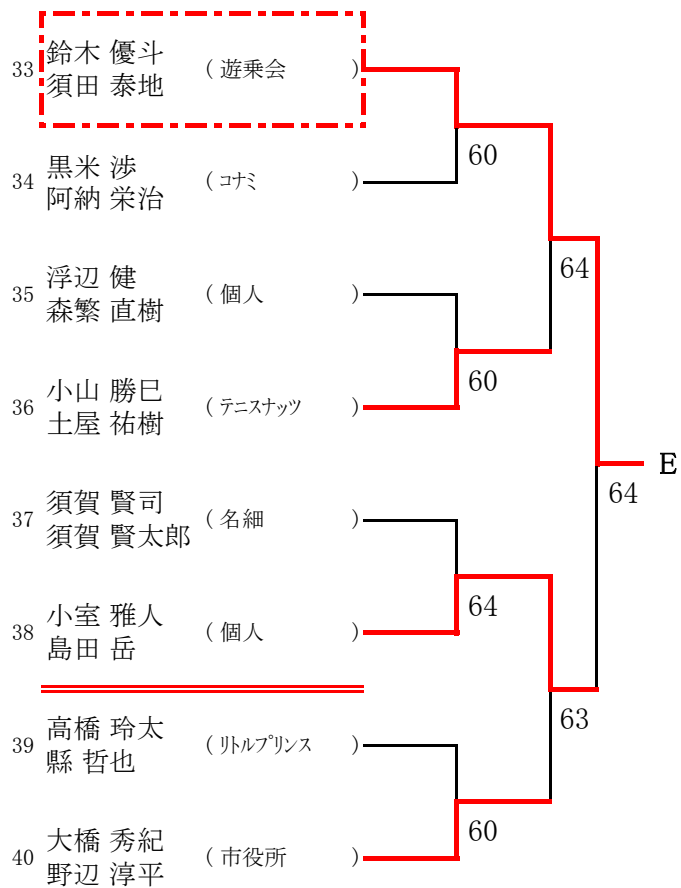 33 鈴木 優斗 須田 泰地 ( 遊乗会 )
60
34 黒米 渉 阿納 栄治 ( コナミ )
64
35 浮辺 健 森繁 直樹 ( 個人 )
60
36 小山 勝巳 土屋 祐樹 ( テニスナッツ )
E
64
37 須賀 賢司 須賀 賢太郎 ( 名細 )
64
38 小室 雅人 島田 岳 ( 個人 )
63
39 高橋 玲太 縣 哲也 ( リトルプリンス )
60
40 大橋 秀紀 野辺 淳平 ( 市役所 )